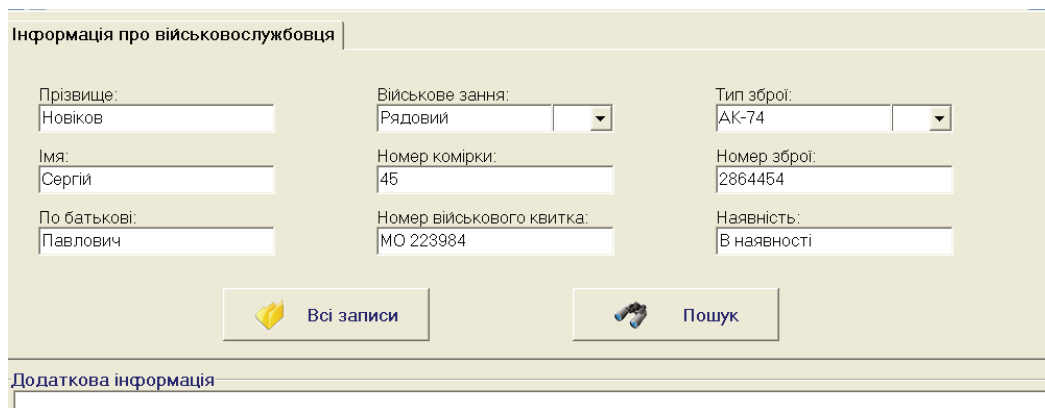 Інформація про військовослужбовця
Прізвище: Військове зання: Тип зброї:
Новіков Рядовий АК-74
Імя: Номер комірки: Номер зброї:
Сергій 45 2864454
По батькові: Номер військового квитка: Наявність:
Павлович МО 223984 В наявності
Всі записи Пошук
Додаткова інформація